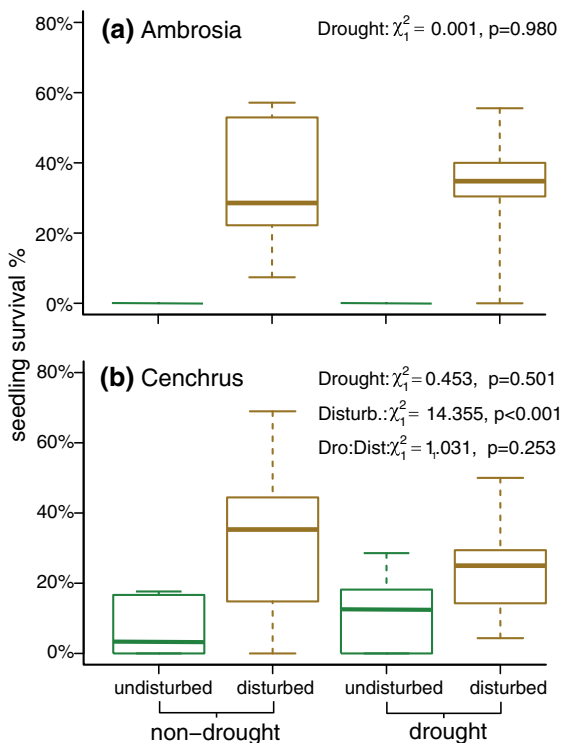 seedling survival %
(a) Ambrosia
Drought: χ²₁ = 0.001, p=0.980
80%
60%
40%
20%
0%
(b) Cenchrus
Drought: χ²₁ = 0.453, p=0.501
Disturb.: χ²₁ = 14.355, p<0.001
Dro:Dist: χ²₁ = 1.031, p=0.253
80%
60%
40%
20%
0%
undisturbed disturbed undisturbed disturbed
non−drought drought